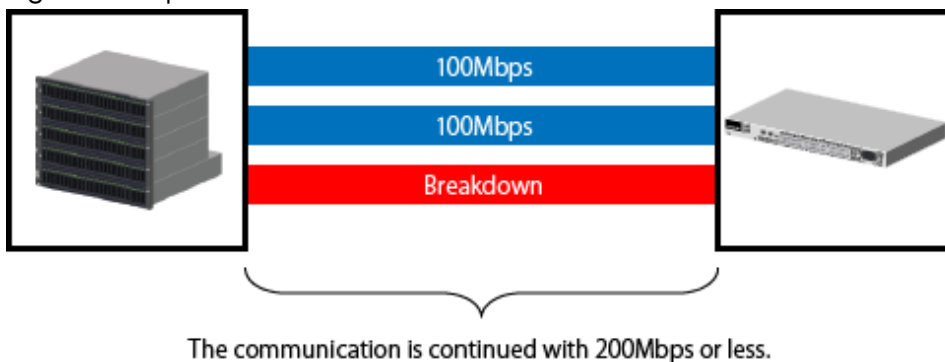 100Mbps
100Mbps
Breakdown
The communication is continued with 200Mbps or less.